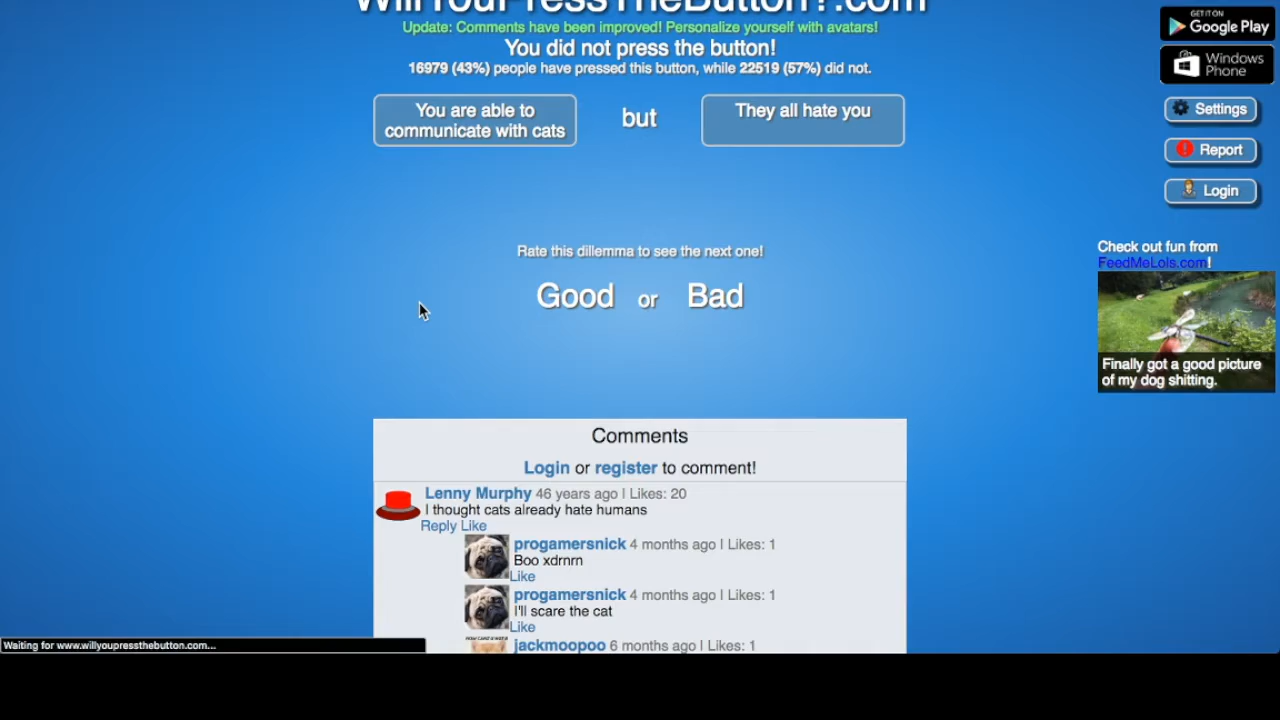 WillYouPressTheButton?.com
Update: Comments have been improved! Personalize yourself with avatars!
You did not press the button!
16979 (43%) people have pressed this button, while 22519 (57%) did not.
You are able to
communicate with cats
but
They all hate you
Rate this dilemma to see the next one!
Good or Bad
GET IT ON
Google Play
Windows
Phone
Settings
Report
Login
Check out fun from
FeedMeLols.com!
Finally got a good picture
of my dog shitting.
Comments
Login or register to comment!
Lenny Murphy 46 years ago | Likes: 20
I thought cats already hate humans
Reply Like
progamersnick 4 months ago | Likes: 1
Boo xdrnrn
Like
progamersnick 4 months ago | Likes: 1
I'll scare the cat
Like
jackmoopoo 6 months ago | Likes: 1
Waiting for www.willyoupressthebutton.com...